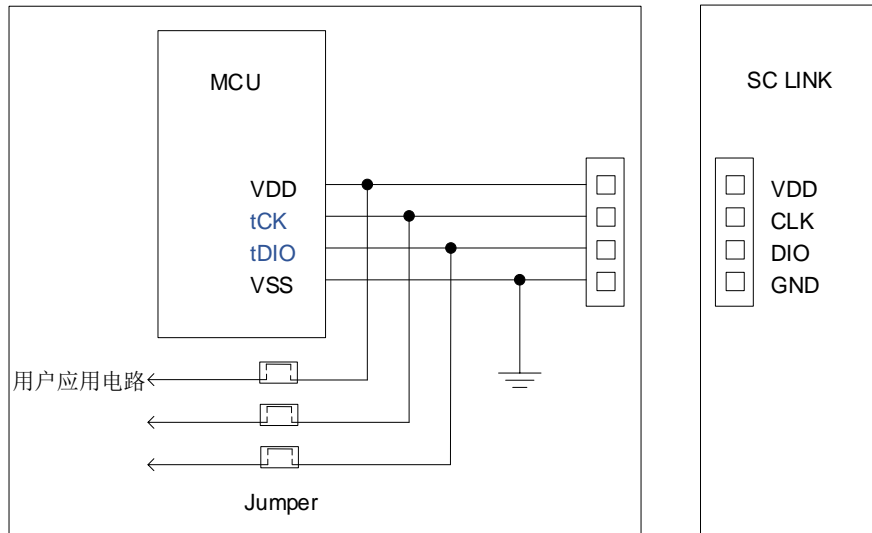 MCU
VDD
tCK
tDIO
VSS
用户应用电路
Jumper
SC LINK
VDD
CLK
DIO
GND